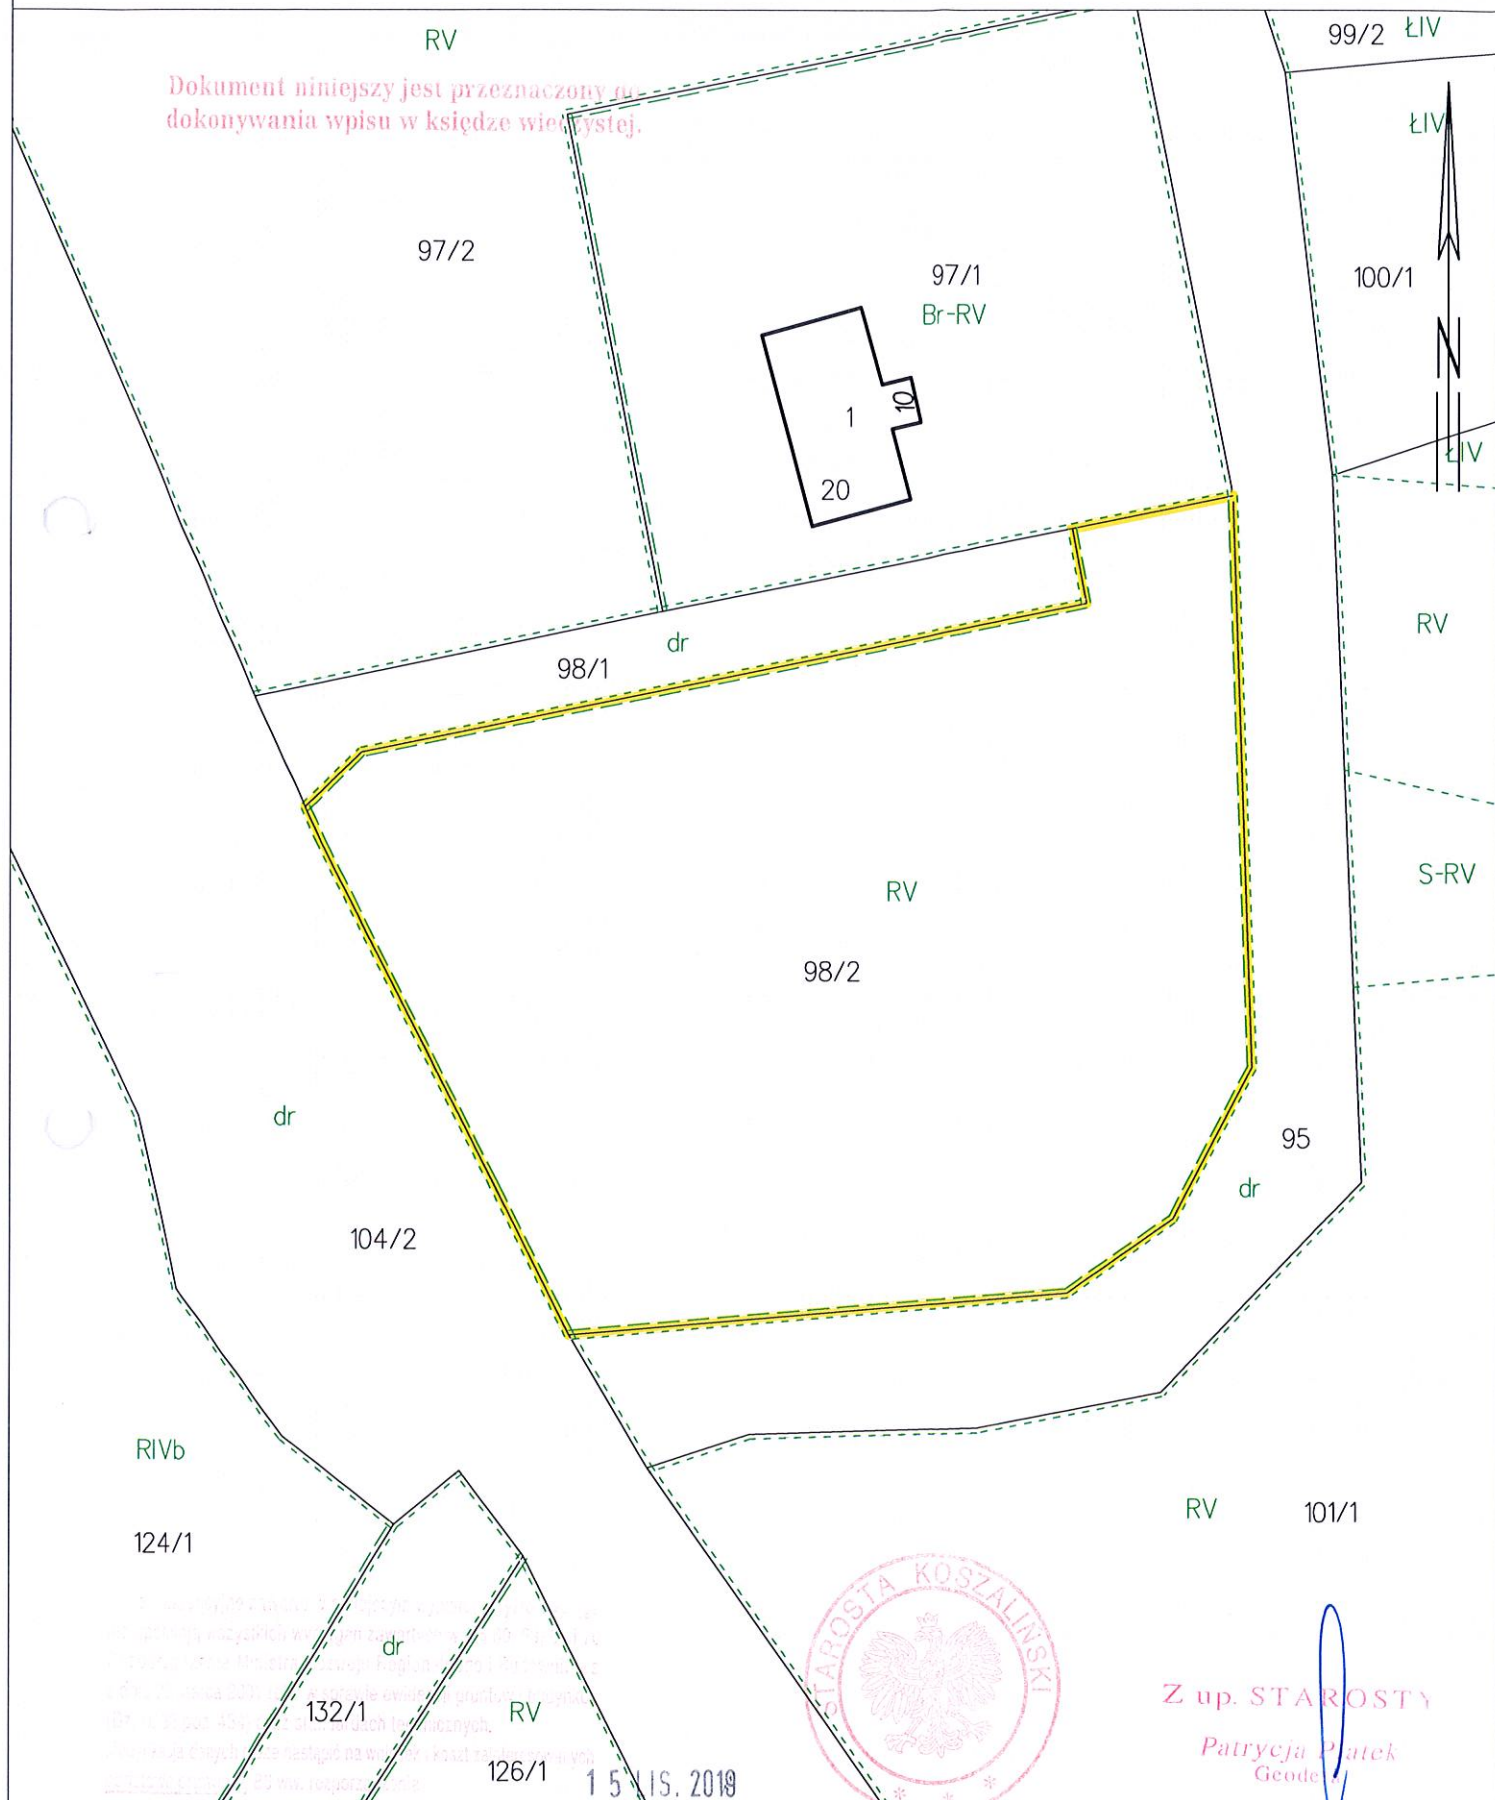 RV
99/2 ŁIV
Dokument niniejszy jest przeznaczony do
dokonywania wpisu w księdze wieczystej.
ŁIV
97/2
97/1
100/1
Br-RV
N
10
1
ŁIV
20
RV
dr
98/1
S-RV
RV
98/2
dr
95
dr
104/2
RIVb
RV 101/1
124/1
STAROSTA KOSZALIŃSKI
dr
Z up. STAROSTY
132/1
RV
Patrycja Piątek
Geodeta
126/1
15 LIS. 2019